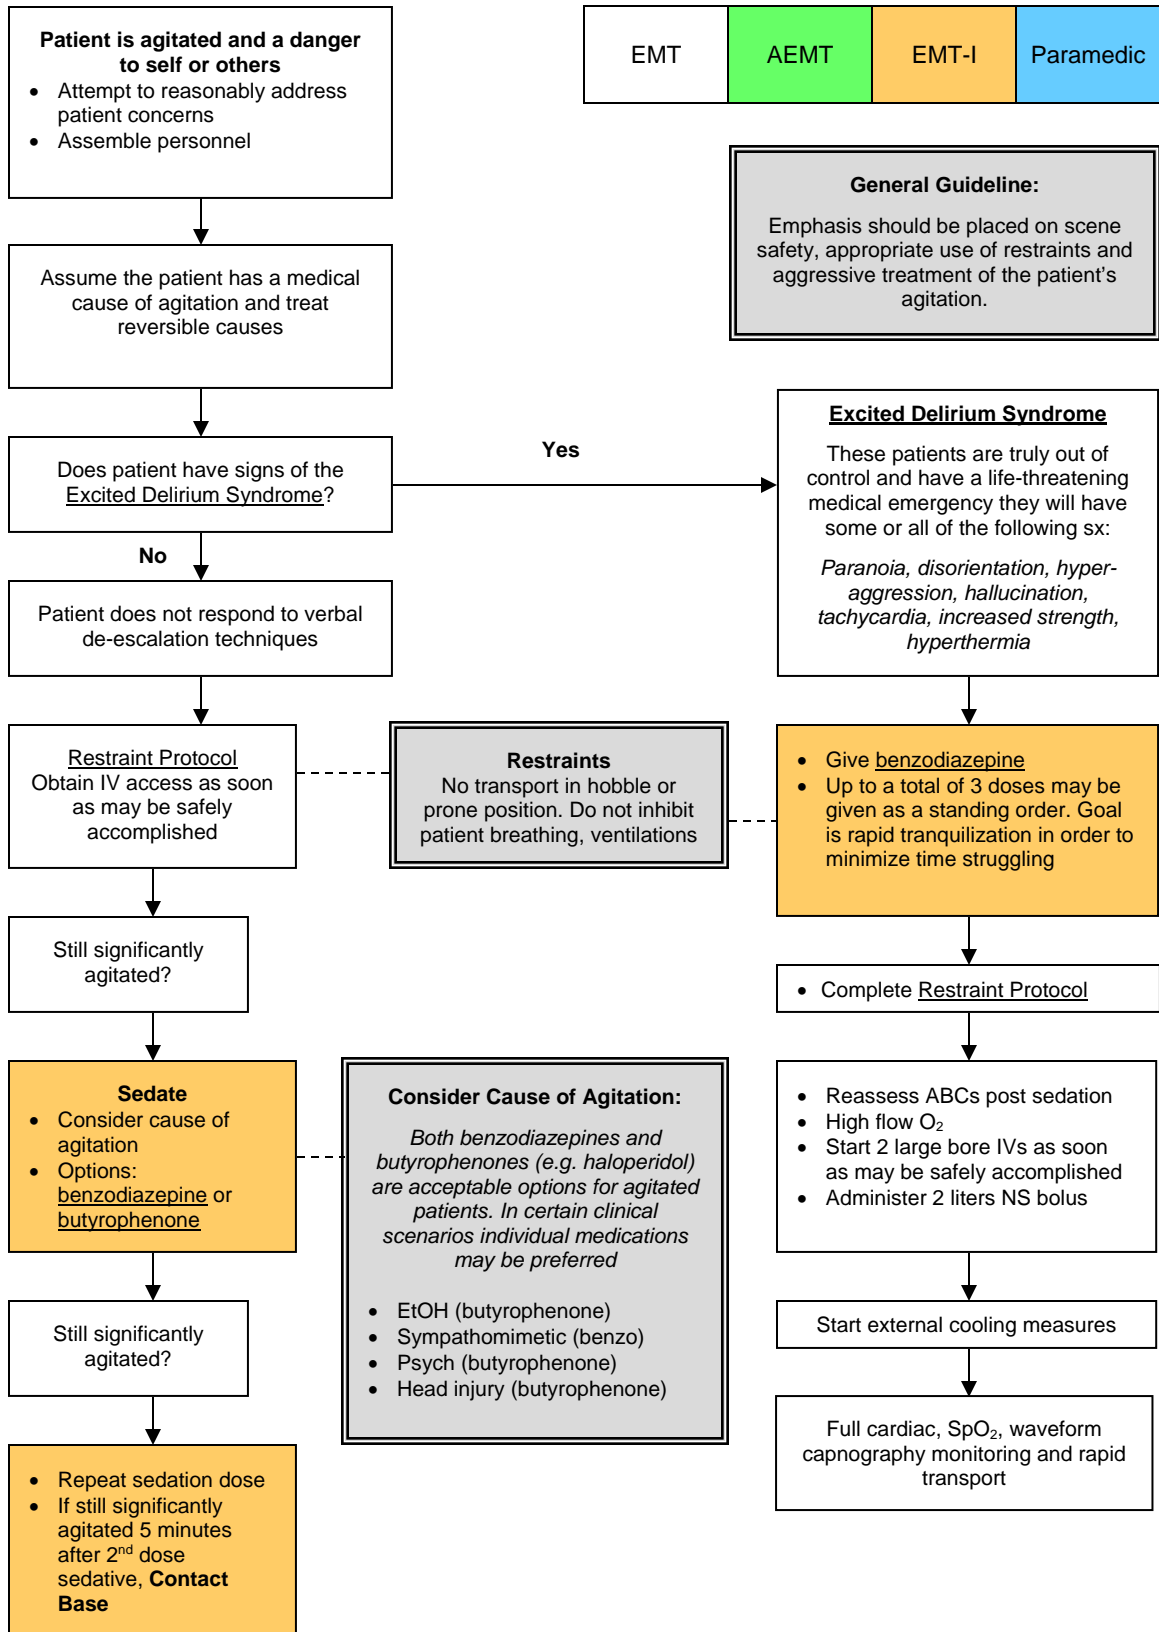 Patient is agitated and a danger
to self or others
• Attempt to reasonably address
patient concerns
• Assemble personnel
EMT
AEMT
EMT-I
Paramedic
General Guideline:
Emphasis should be placed on scene
safety, appropriate use of restraints and
aggressive treatment of the patient’s
agitation.
Assume the patient has a medical
cause of agitation and treat
reversible causes
Does patient have signs of the
Excited Delirium Syndrome?
Yes
No
Excited Delirium Syndrome
These patients are truly out of
control and have a life-threatening
medical emergency they will have
some or all of the following sx:
Paranoia, disorientation, hyper-
aggression, hallucination,
tachycardia, increased strength,
hyperthermia
Patient does not respond to verbal
de-escalation techniques
Restraint Protocol
Obtain IV access as soon
as may be safely
accomplished
Restraints
No transport in hobble or
prone position. Do not inhibit
patient breathing, ventilations
• Give benzodiazepine
• Up to a total of 3 doses may be
given as a standing order. Goal
is rapid tranquilization in order to
minimize time struggling
Still significantly
agitated?
• Complete Restraint Protocol
Sedate
• Consider cause of
agitation
• Options:
benzodiazepine or
butyrophenone
Consider Cause of Agitation:
Both benzodiazepines and
butyrophenones (e.g. haloperidol)
are acceptable options for agitated
patients. In certain clinical
scenarios individual medications
may be preferred
• EtOH (butyrophenone)
• Sympathomimetic (benzo)
• Psych (butyrophenone)
• Head injury (butyrophenone)
• Reassess ABCs post sedation
• High flow O₂
• Start 2 large bore IVs as soon
as may be safely accomplished
• Administer 2 liters NS bolus
Still significantly
agitated?
Start external cooling measures
Full cardiac, SpO₂, waveform
capnography monitoring and rapid
transport
• Repeat sedation dose
• If still significantly
agitated 5 minutes
after 2nd dose
sedative, Contact
Base